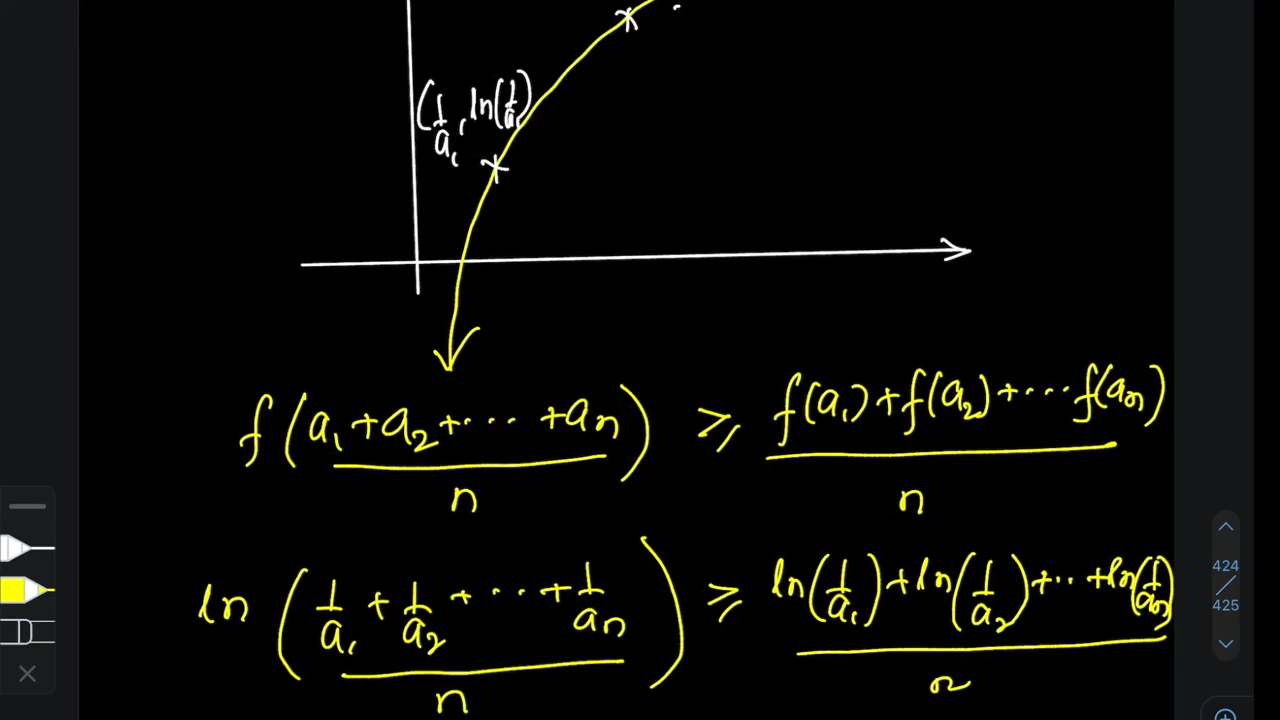 (1/a₁, ln(1/a₁)
f(a₁+a₂+⋯+aₙ/n) ≥ f(a₁)+f(a₂)+⋯f(aₙ)/n
424
425
ln(1/a₁+1/a₂+⋯+1/aₙ/n) ≥ ln(1/a₁)+ln(1/a₂)+⋯+ln(1/aₙ)/n